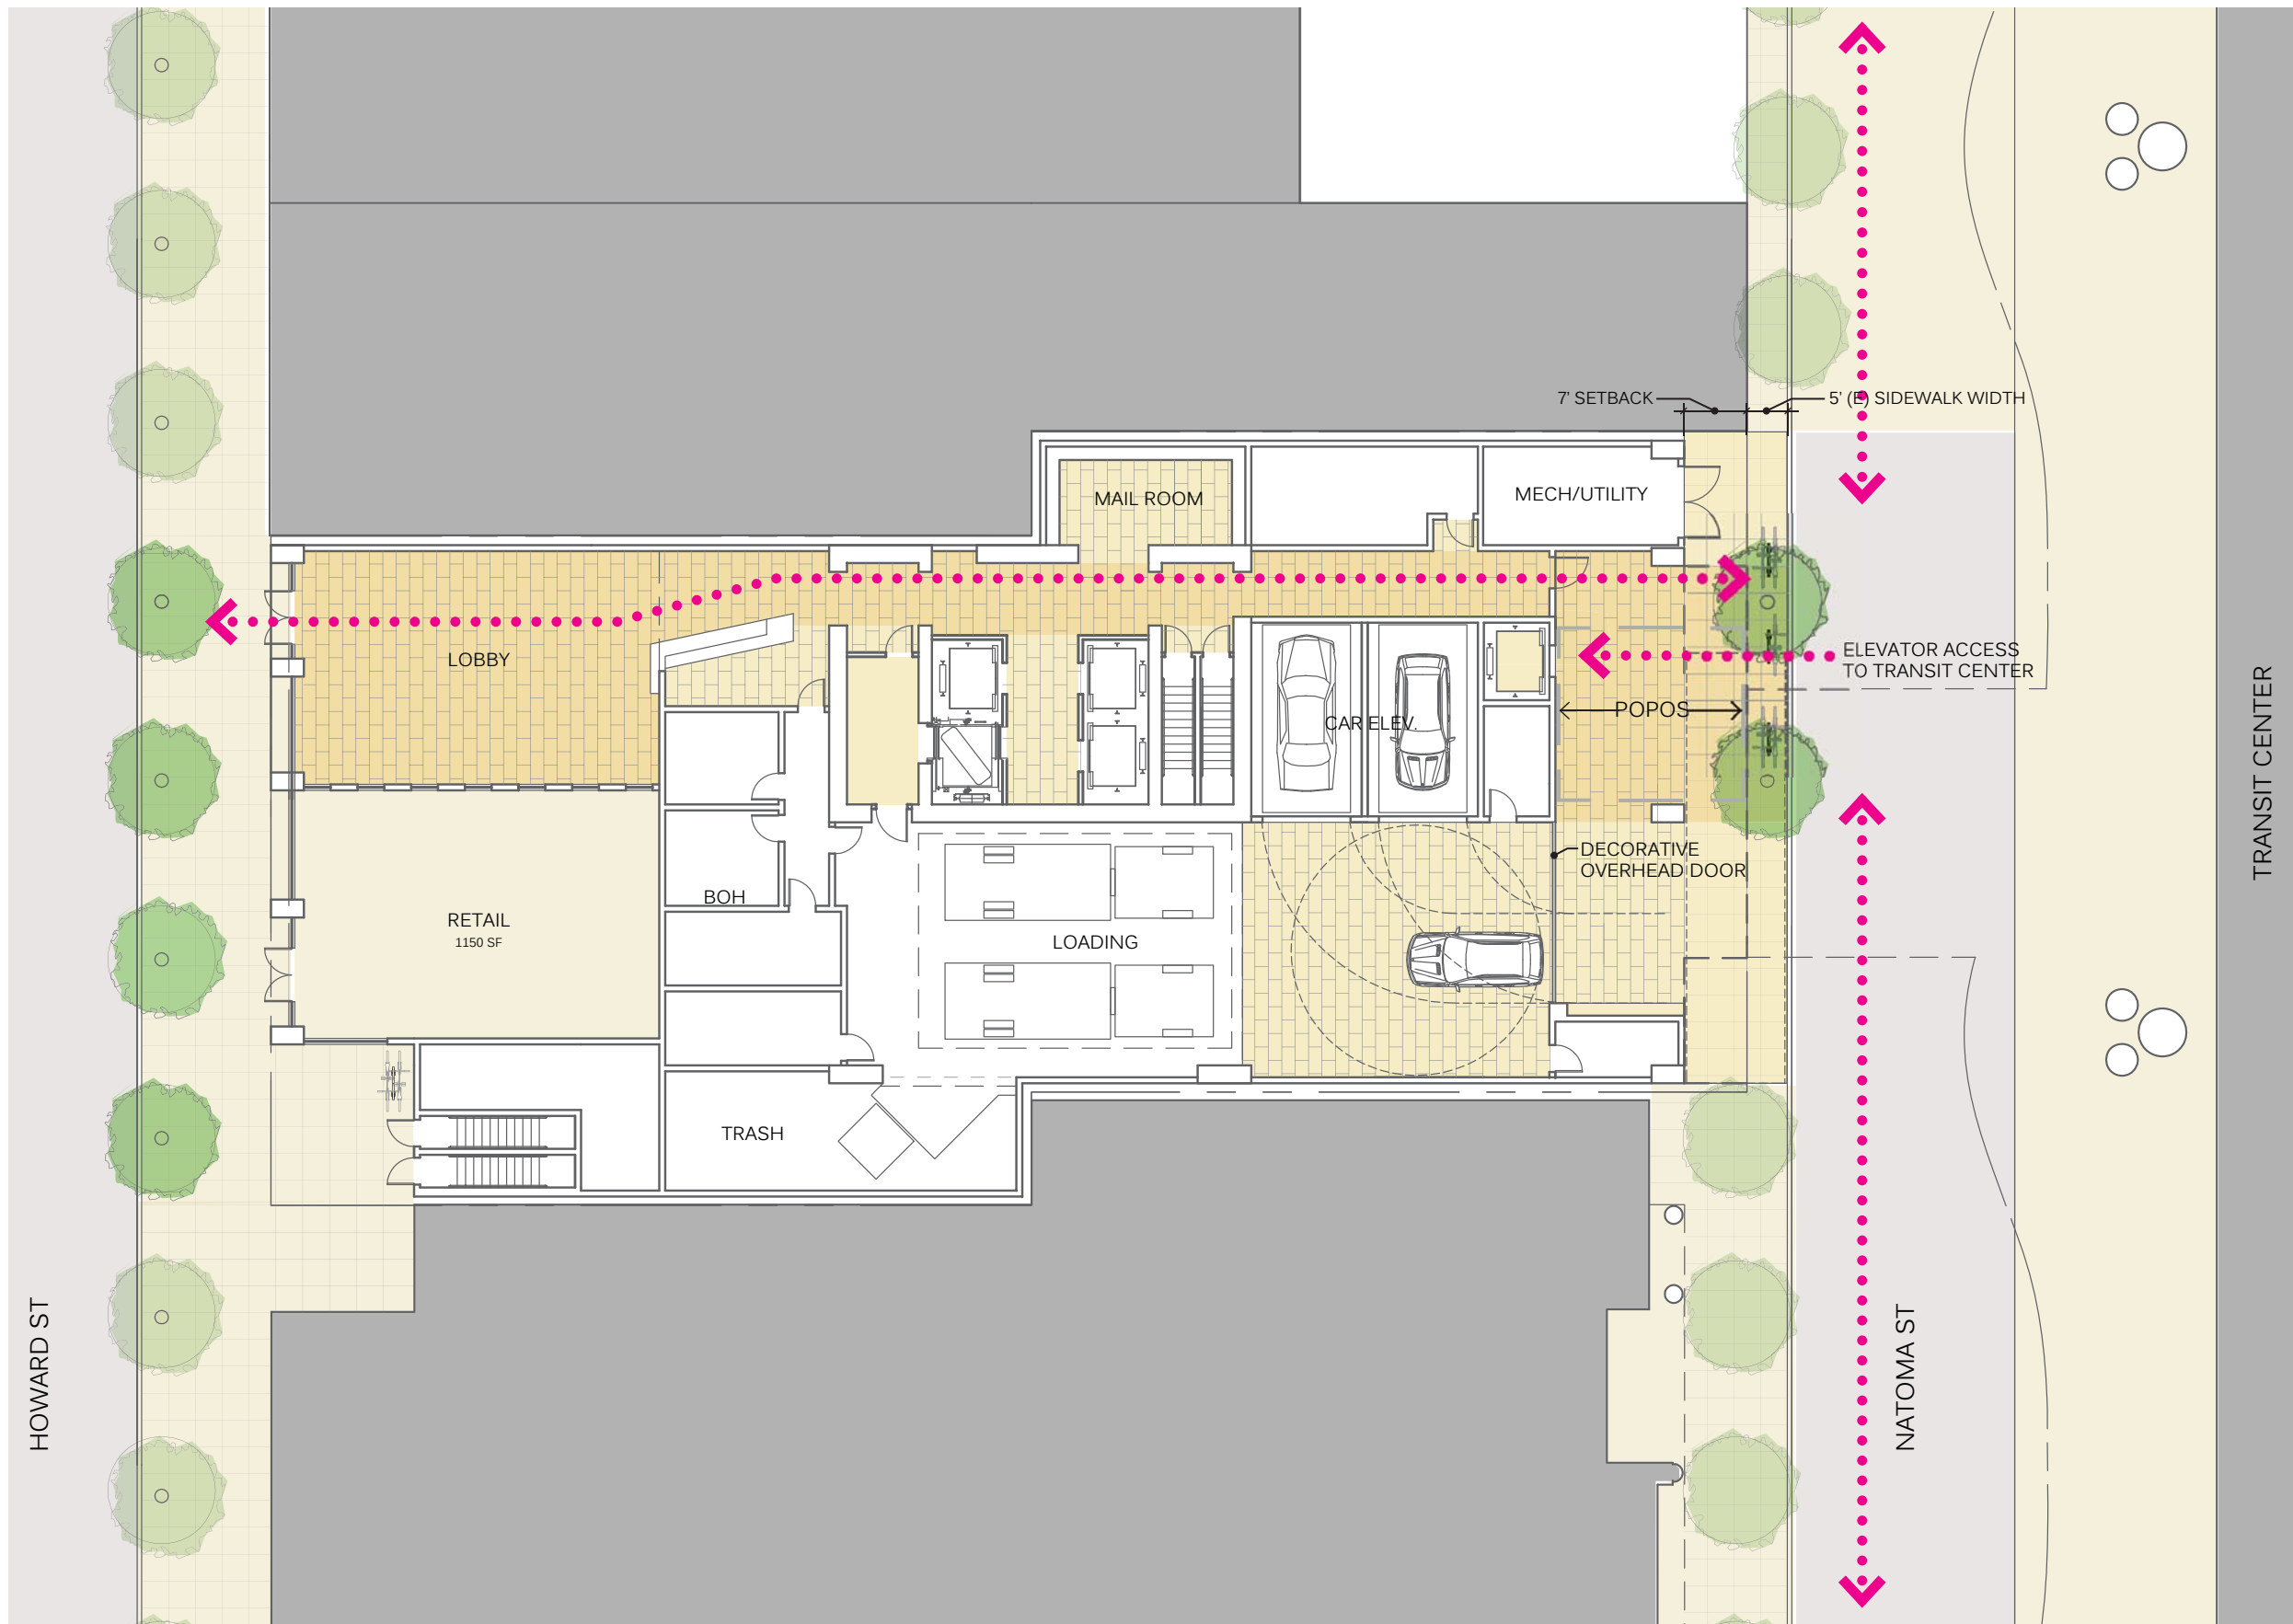 7' SETBACK
5' (E) SIDEWALK WIDTH
MAIL ROOM
MECH/UTILITY
LOBBY
ELEVATOR ACCESS
TO TRANSIT CENTER
POPOS
CAR ELEV.
DECORATIVE
OVERHEAD DOOR
BOH
RETAIL
1150 SF
LOADING
TRASH
HOWARD ST
NATOMA ST
TRANSIT CENTER